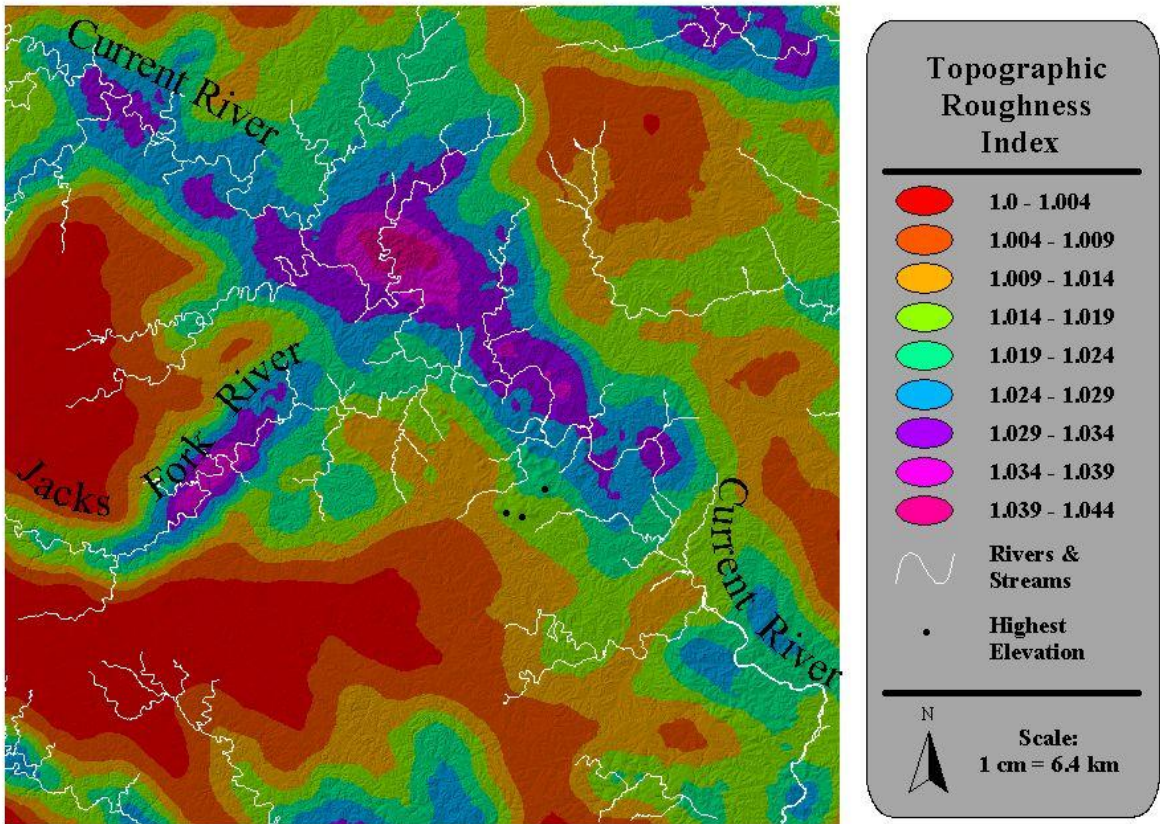 Current River
Jacks Fork River
Current River
Topographic
Roughness
Index
1.0 - 1.004
1.004 - 1.009
1.009 - 1.014
1.014 - 1.019
1.019 - 1.024
1.024 - 1.029
1.029 - 1.034
1.034 - 1.039
1.039 - 1.044
Rivers &
Streams
Highest
Elevation
N
Scale:
1 cm = 6.4 km